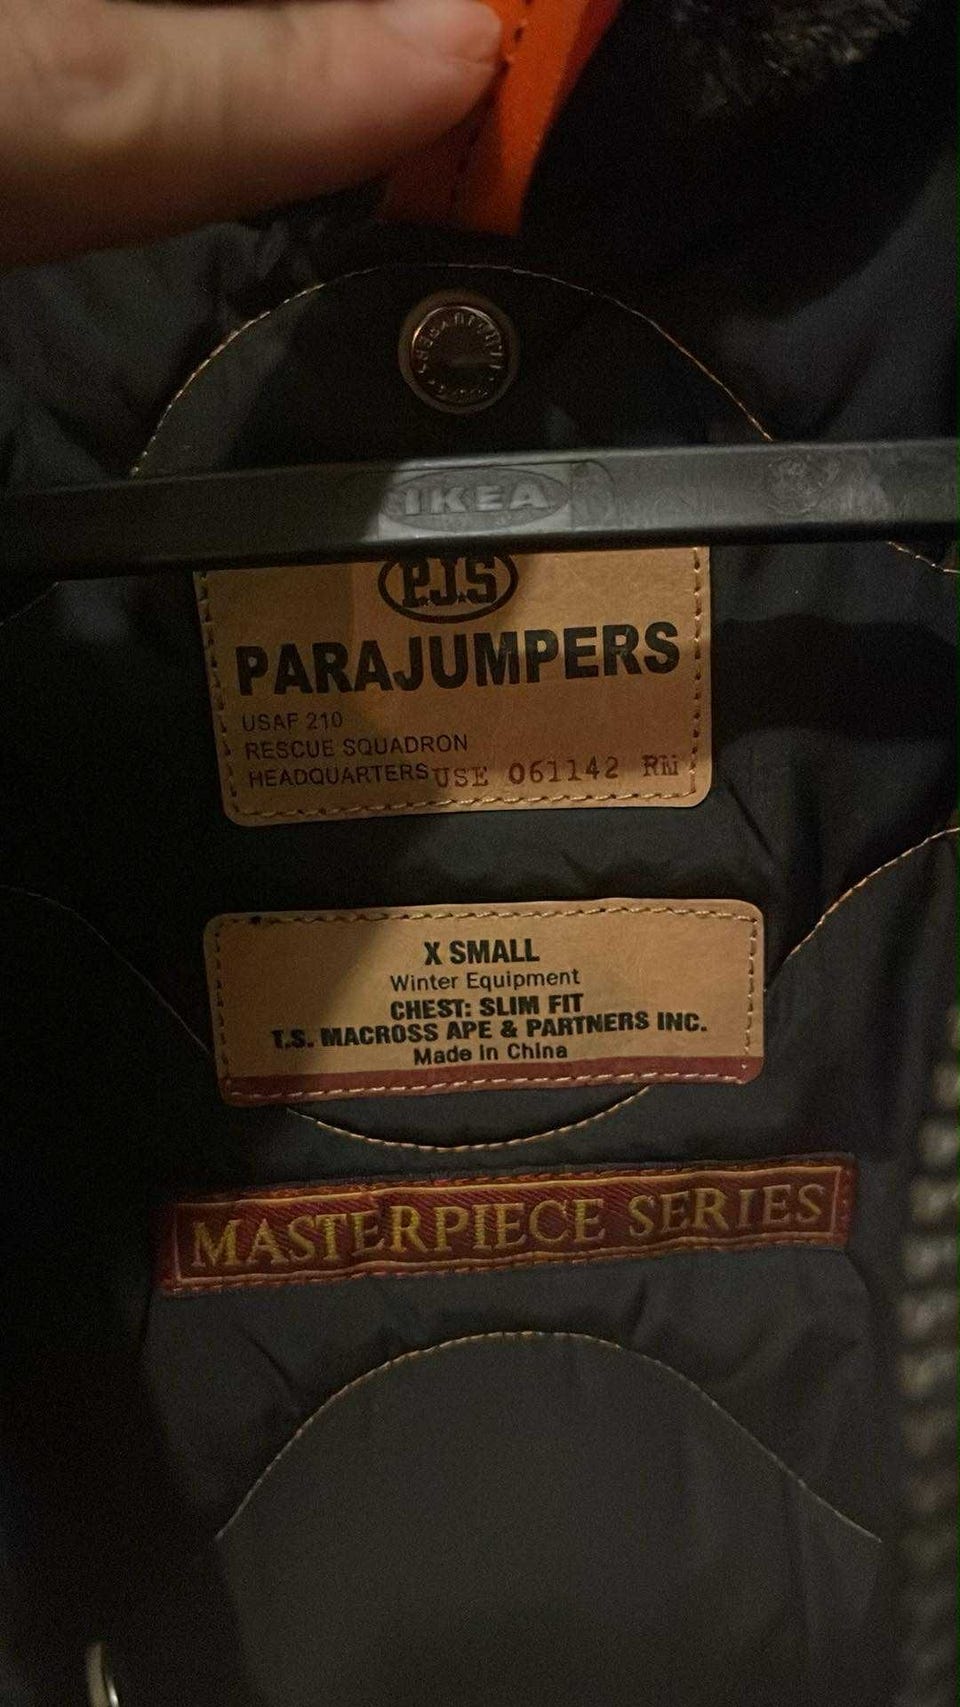 IKEA
P.J.S
PARAJUMPERS
USAF 210
RESCUE SQUADRON
HEADQUARTERS USE 061142 RN
X SMALL
Winter Equipment
CHEST: SLIM FIT
T.S. MACROSS APE & PARTNERS INC.
Made in China
MASTERPIECE SERIES